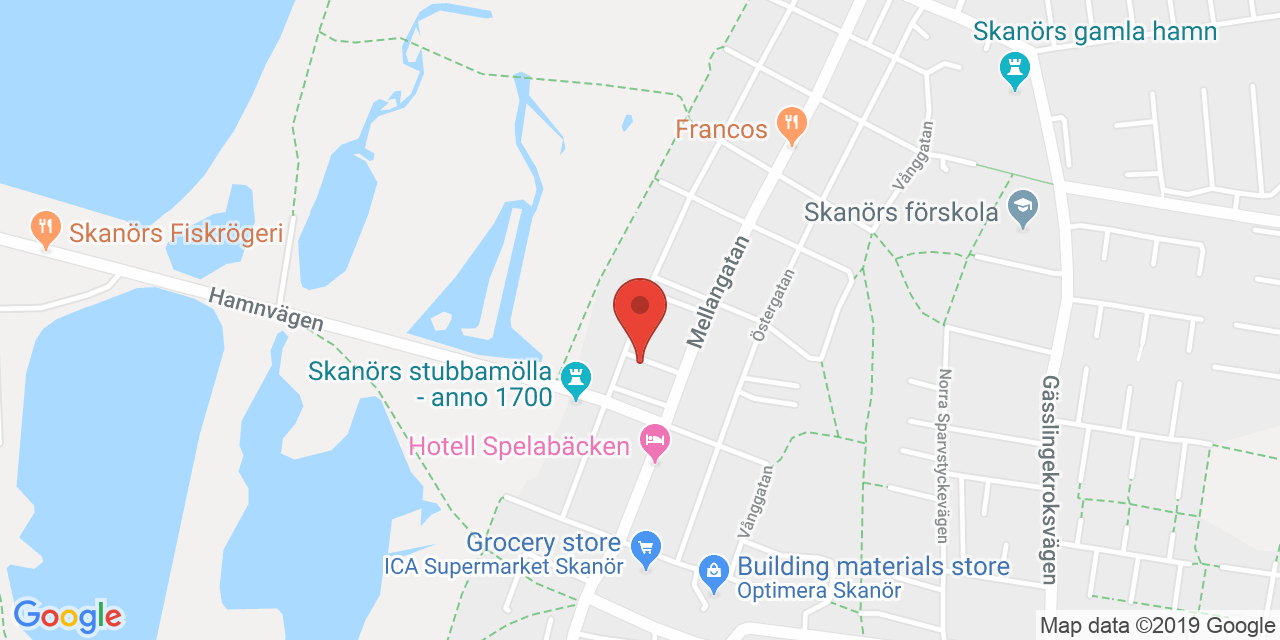 Skanörs gamla hamn
Francos
Vånggatan
Skanörs förskola
Skanörs Fiskrögeri
Hamnvägen
Mellangatan
Östergatan
Skanörs stubbamölla
- anno 1700
Norra Sparvstyckevägen
Gässlingekroksvägen
Hotell Spelabäcken
Vånggatan
Grocery store
ICA Supermarket Skanör
Building materials store
Optimera Skanör
Google
Map data ©2019 Google